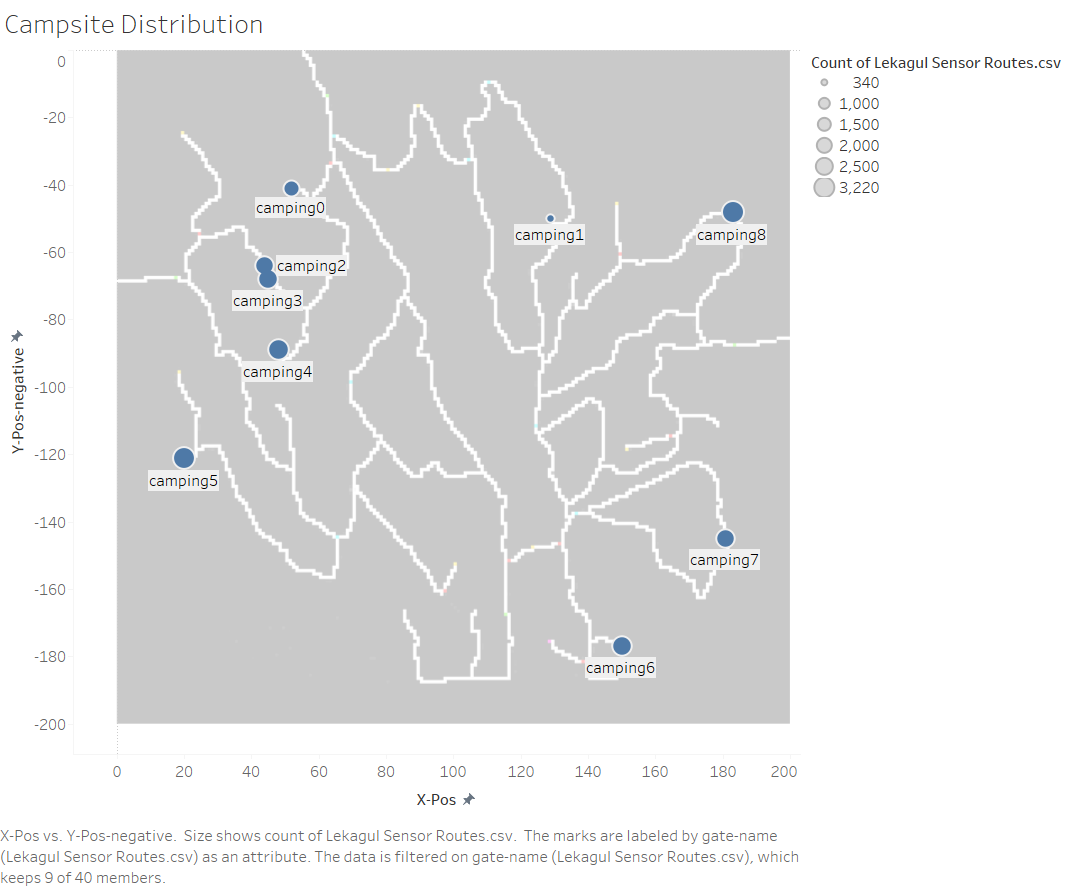 Campsite Distribution
Count of Lekagul Sensor Routes.csv
340
1,000
1,500
2,000
2,500
3,220
0
-20
-40
-60
-80
-100
-120
-140
-160
-180
-200
Y-Pos-negative
camping0
camping1
camping8
camping2
camping3
camping4
camping5
camping7
camping6
0 20 40 60 80 100 120 140 160 180 200
X-Pos
X-Pos vs. Y-Pos-negative. Size shows count of Lekagul Sensor Routes.csv. The marks are labeled by gate-name
(Lekagul Sensor Routes.csv) as an attribute. The data is filtered on gate-name (Lekagul Sensor Routes.csv), which
keeps 9 of 40 members.